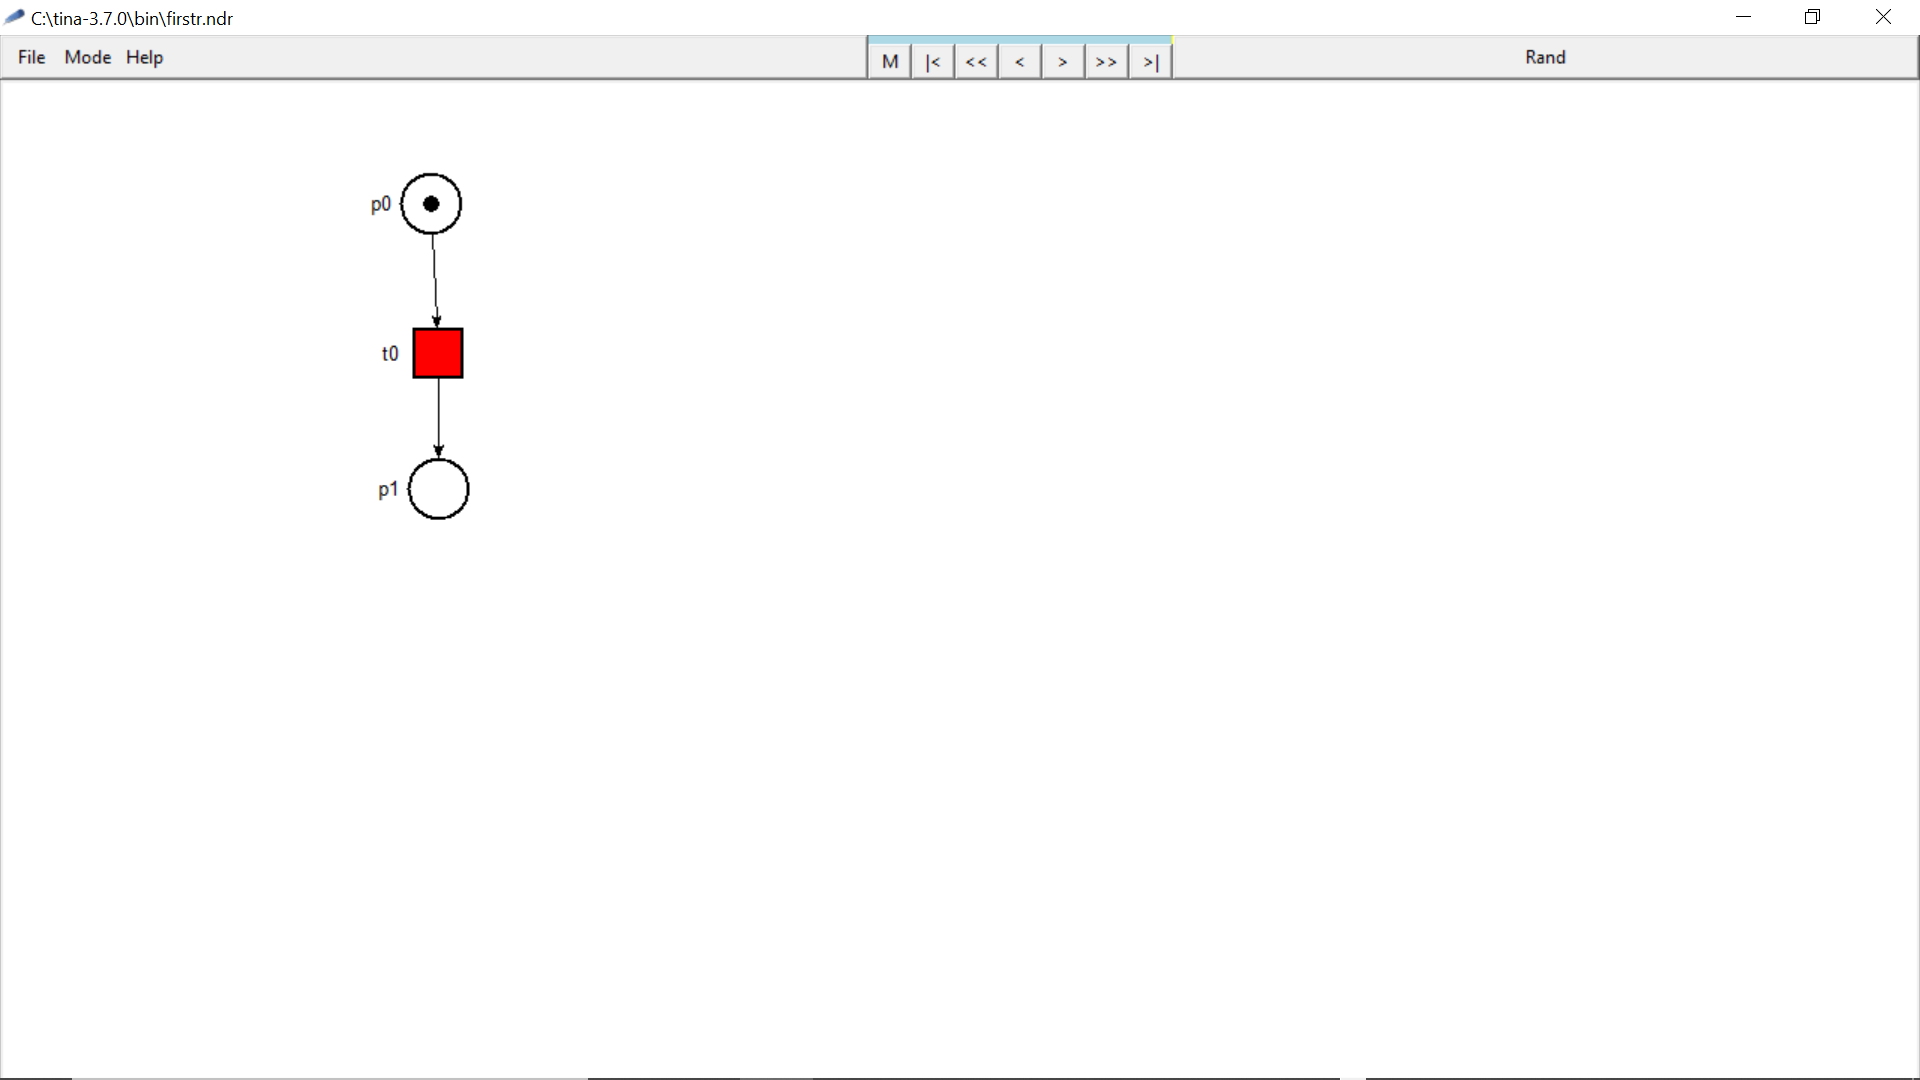 C:\tina-3.7.0\bin\firstr.ndr
File Mode Help M |< << < > >> >| Rand
p0
t0
p1